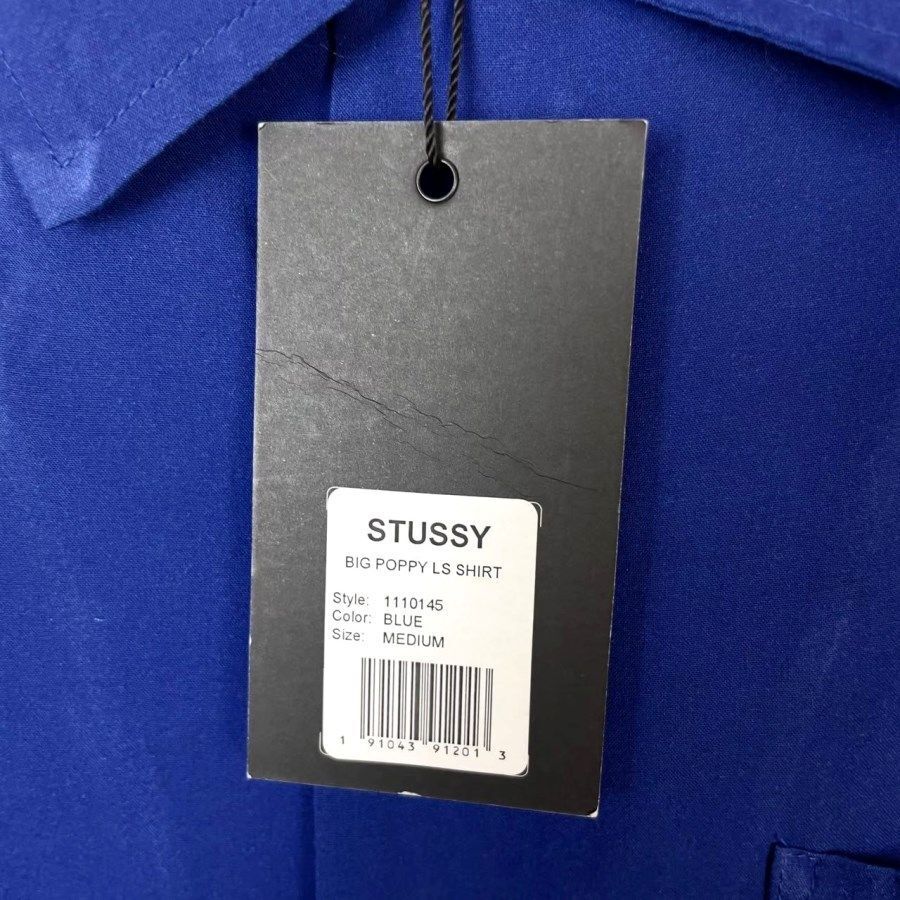 STUSSY
BIG POPPY LS SHIRT
Style: 1110145
Color: BLUE
Size: MEDIUM
1 91043 91201 3